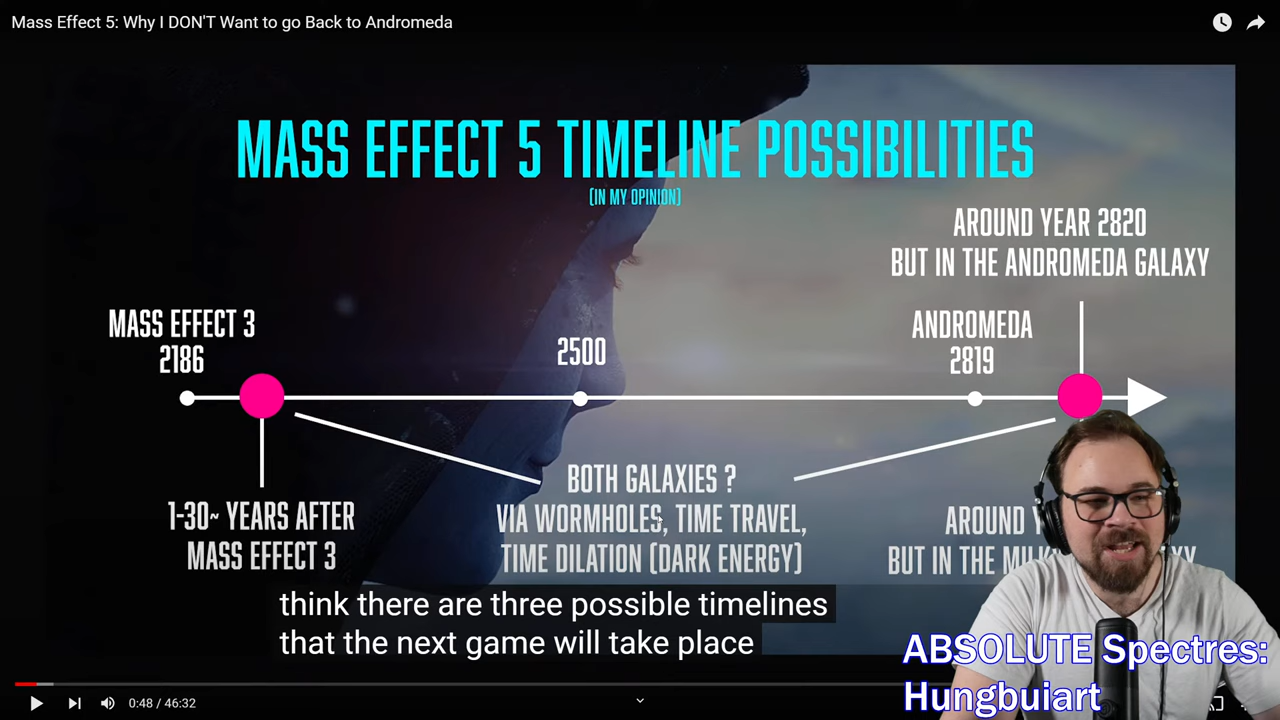 Mass Effect 5: Why I DON'T Want to go Back to Andromeda
MASS EFFECT 5 TIMELINE POSSIBILITIES
(IN MY OPINION)
AROUND YEAR 2820
BUT IN THE ANDROMEDA GALAXY
MASS EFFECT 3
2186
2500
ANDROMEDA
2819
1-30~ YEARS AFTER
MASS EFFECT 3
BOTH GALAXIES ?
VIA WORMHOLES, TIME TRAVEL,
TIME DILATION (DARK ENERGY)
AROUND
BUT IN THE
think there are three possible timelines
that the next game will take place
ABSOLUTE Spectres:
Hungbuiart
0:48 / 46:32